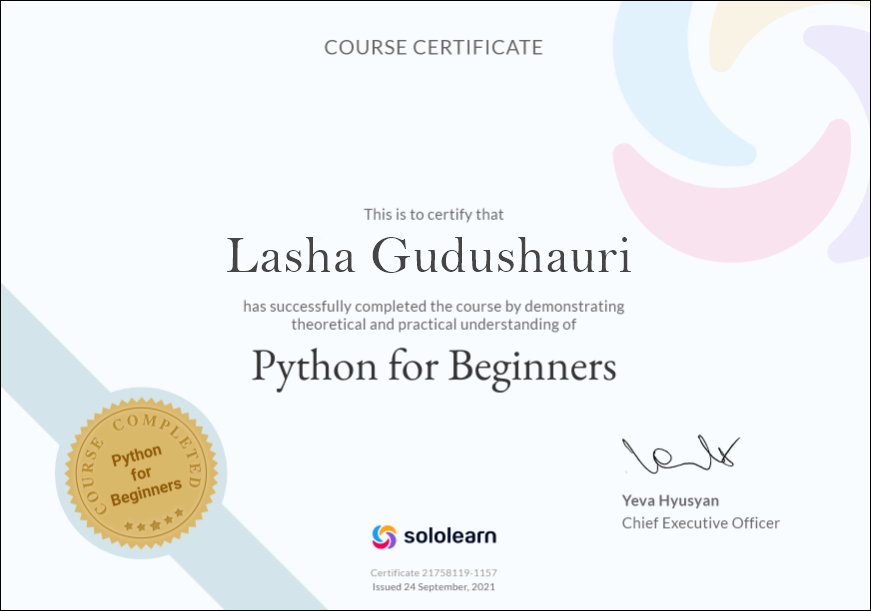 COURSE CERTIFICATE
This is to certify that
Lasha Gudushauri
has successfully completed the course by demonstrating
theoretical and practical understanding of
Python for Beginners
COURSE COMPLETED
Python
for
Beginners
Yeva Hyusyan
Chief Executive Officer
sololearn
Certificate 21758119-1157
Issued 24 September, 2021